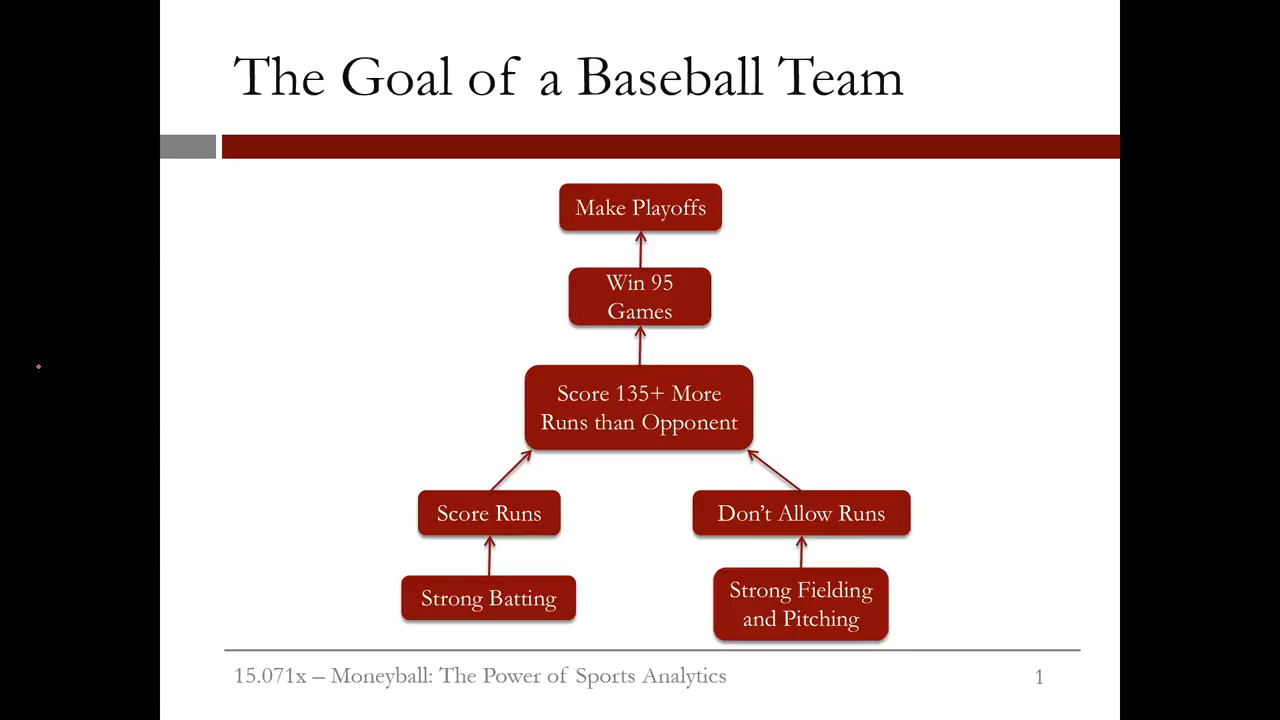 The Goal of a Baseball Team
Make Playoffs
Win 95
Games
Score 135+ More
Runs than Opponent
Score Runs
Don’t Allow Runs
Strong Batting
Strong Fielding
and Pitching
15.071x – Moneyball: The Power of Sports Analytics
1